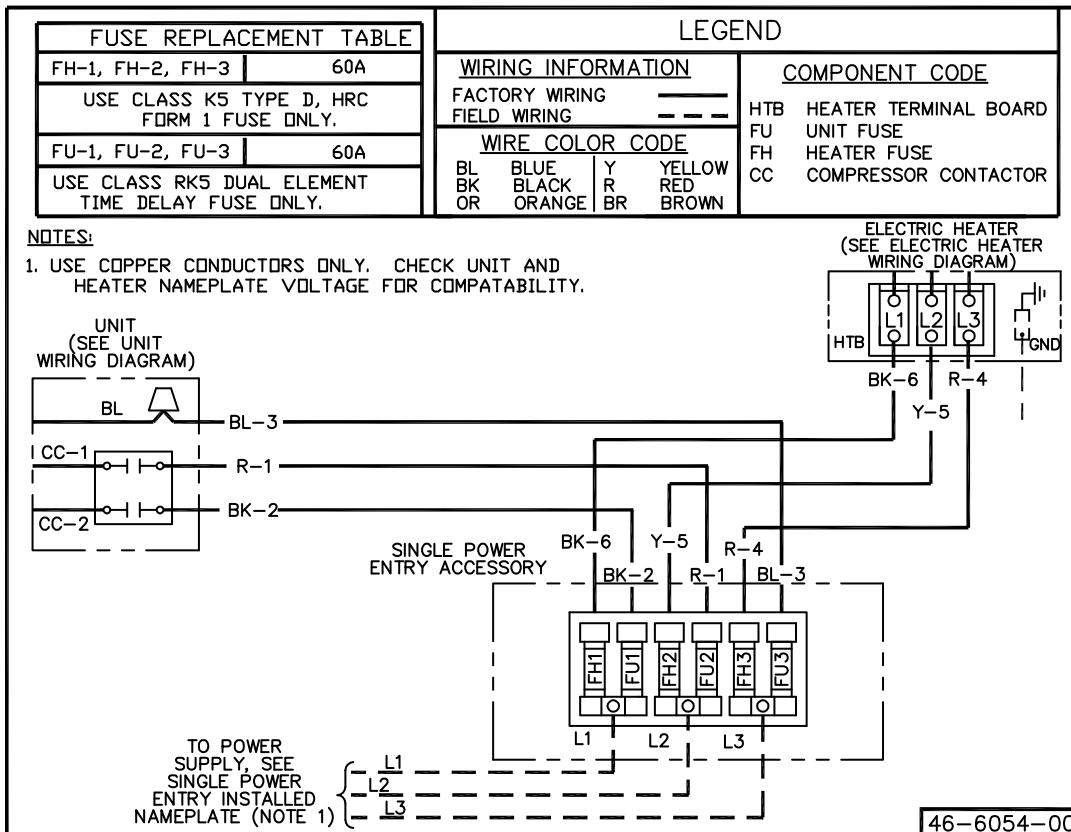 FUSE REPLACEMENT TABLE
FH-1, FH-2, FH-3 60A
USE CLASS K5 TYPE D, HRC
FORM 1 FUSE ONLY.
FU-1, FU-2, FU-3 60A
USE CLASS RK5 DUAL ELEMENT
TIME DELAY FUSE ONLY.
LEGEND
WIRING INFORMATION
FACTORY WIRING
FIELD WIRING
WIRE COLOR CODE
BL BLUE Y YELLOW
BK BLACK R RED
OR ORANGE BR BROWN
COMPONENT CODE
HTB HEATER TERMINAL BOARD
FU UNIT FUSE
FH HEATER FUSE
CC COMPRESSOR CONTACTOR
NOTES:
1. USE COPPER CONDUCTORS ONLY. CHECK UNIT AND
HEATER NAMEPLATE VOLTAGE FOR COMPATABILITY.
ELECTRIC HEATER
(SEE ELECTRIC HEATER
WIRING DIAGRAM)
L1 L2 L3
HTB
GND
BK-6 R-4
Y-5
UNIT
(SEE UNIT
WIRING DIAGRAM)
BL
BL-3
CC-1
R-1
CC-2
BK-2
SINGLE POWER
ENTRY ACCESSORY
BK-6 Y-5 R-4
BK-2 R-1 BL-3
FH1 FU1 FH2 FU2 FH3 FU3
L1 L2 L3
TO POWER
SUPPLY, SEE
SINGLE POWER
ENTRY INSTALLED
NAMEPLATE (NOTE 1)
L1
L2
L3
46-6054-00